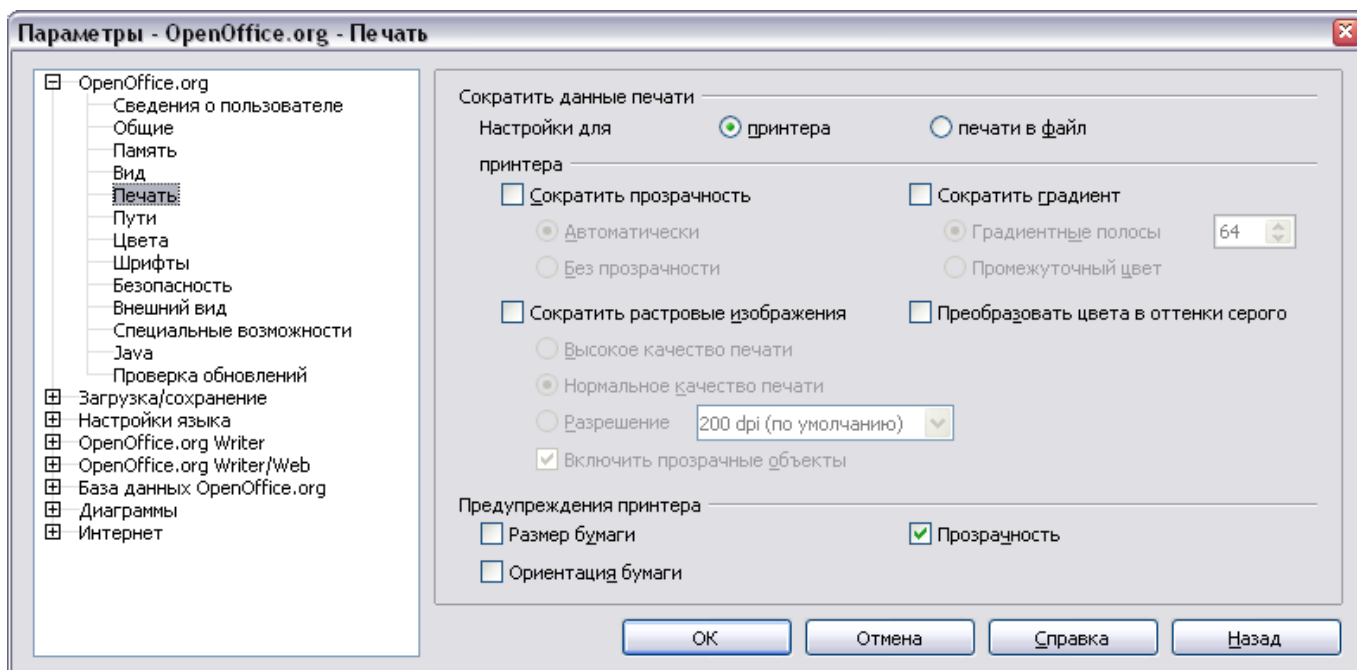 Параметры - OpenOffice.org - Печать
OpenOffice.org
Сведения о пользователе
Общие
Память
Вид
Печать
Пути
Цвета
Шрифты
Безопасность
Внешний вид
Специальные возможности
Java
Проверка обновлений
Загрузка/сохранение
Настройки языка
OpenOffice.org Writer
OpenOffice.org Writer/Web
База данных OpenOffice.org
Диаграммы
Интернет
Сократить данные печати
Настройки для принтера печати в файл
принтера
Сократить прозрачность Сократить градиент
Автоматически Градиентные полосы 64
Без прозрачности Промежуточный цвет
Сократить растровые изображения Преобразовать цвета в оттенки серого
Высокое качество печати
Нормальное качество печати
Разрешение 200 dpi (по умолчанию)
Включить прозрачные объекты
Предупреждения принтера
Размер бумаги Прозрачность
Ориентация бумаги
ОК Отмена Справка Назад